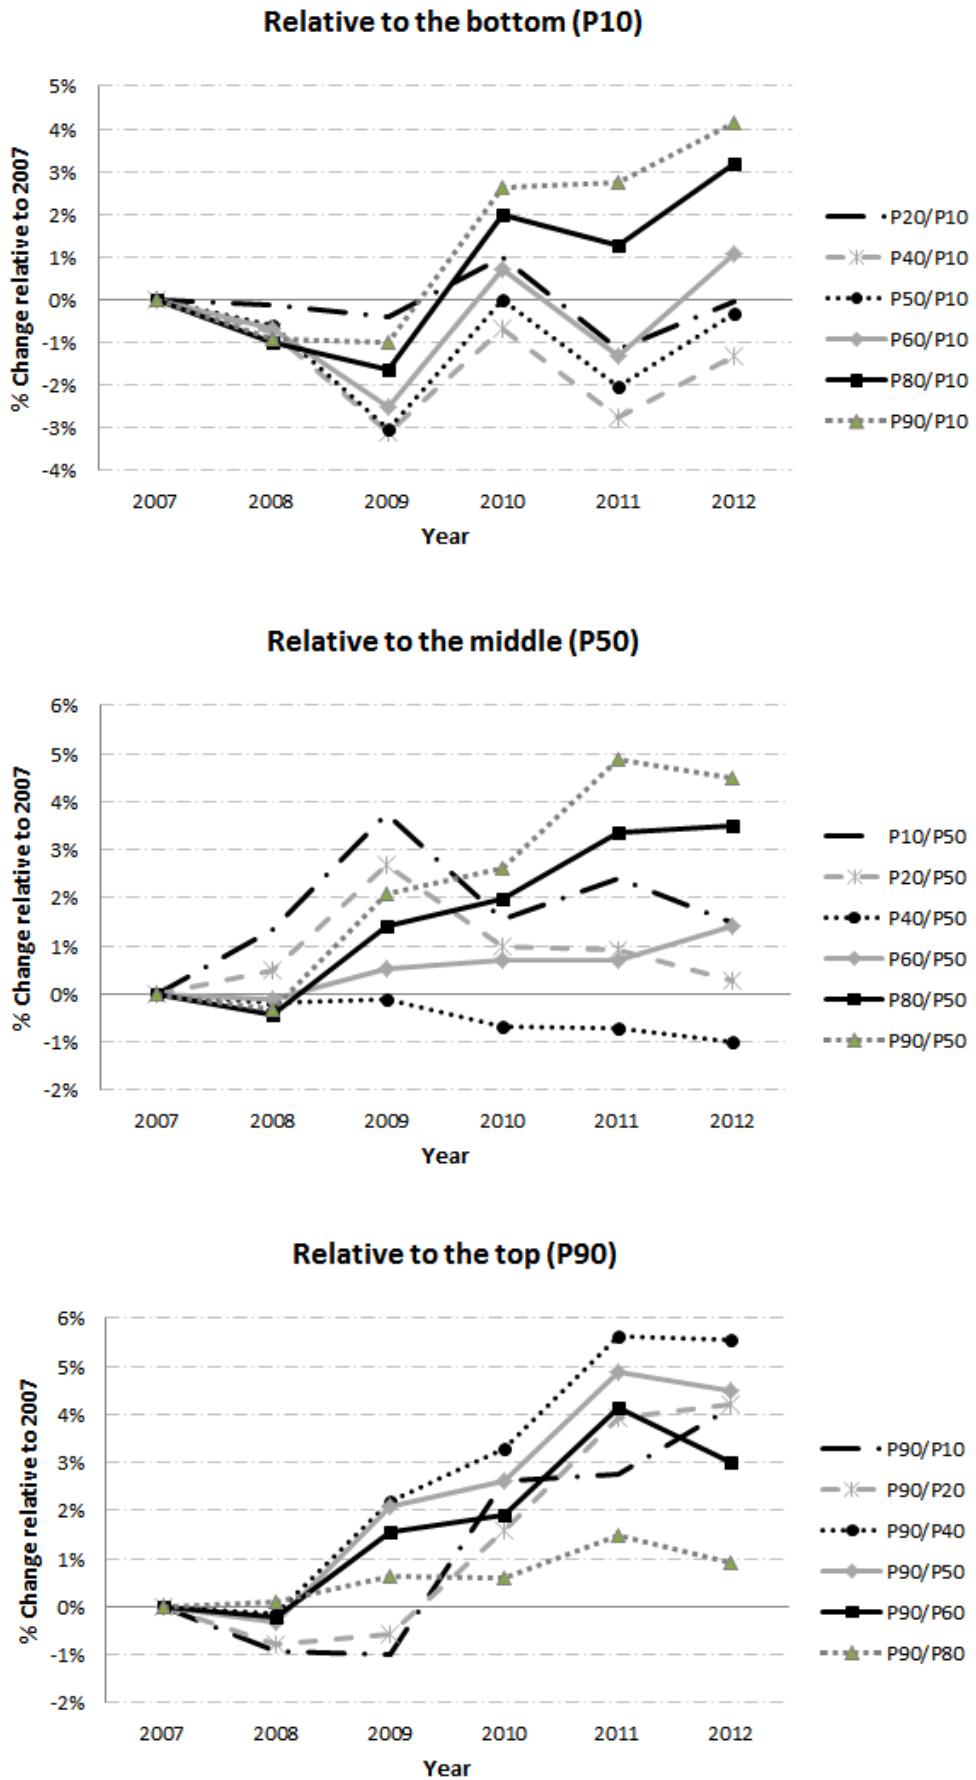 Relative to the bottom (P10)
% Change relative to 2007
5%
4%
3%
2%
1%
0%
-1%
-2%
-3%
-4%
2007 2008 2009 2010 2011 2012
Year
P20/P10
P40/P10
P50/P10
P60/P10
P80/P10
P90/P10
Relative to the middle (P50)
% Change relative to 2007
6%
5%
4%
3%
2%
1%
0%
-1%
-2%
2007 2008 2009 2010 2011 2012
Year
P10/P50
P20/P50
P40/P50
P60/P50
P80/P50
P90/P50
Relative to the top (P90)
% Change relative to 2007
6%
5%
4%
3%
2%
1%
0%
-1%
-2%
2007 2008 2009 2010 2011 2012
Year
P90/P10
P90/P20
P90/P40
P90/P50
P90/P60
P90/P80